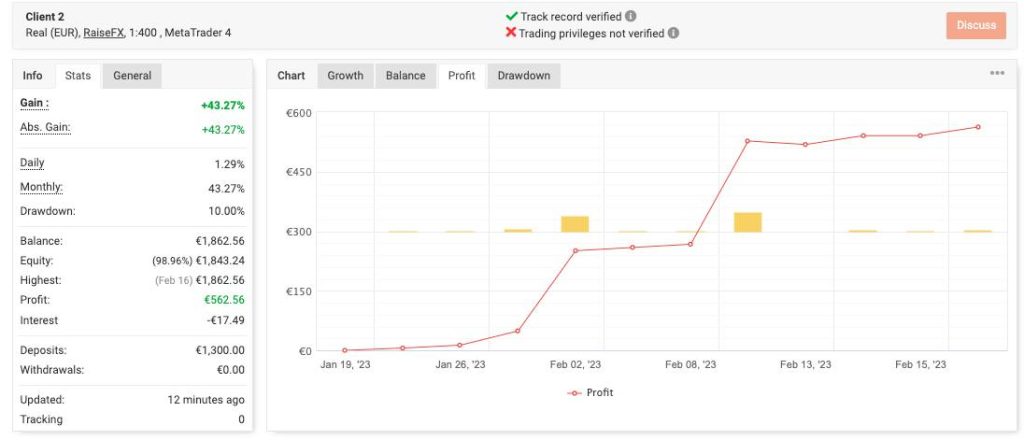 Client 2
Real (EUR), RaiseFX, 1:400 , MetaTrader 4
Track record verified
Trading privileges not verified
Discuss
Info Stats General
Gain : +43.27%
Abs. Gain: +43.27%
Daily 1.29%
Monthly: 43.27%
Drawdown: 10.00%
Balance: €1,862.56
Equity: (98.96%) €1,843.24
Highest: (Feb 16) €1,862.56
Profit: €562.56
Interest -€17.49
Deposits: €1,300.00
Withdrawals: €0.00
Updated: 12 minutes ago
Tracking 0
Chart Growth Balance Profit Drawdown
€600
€450
€300
€150
€0
Jan 19, '23 Jan 26, '23 Feb 02, '23 Feb 08, '23 Feb 13, '23 Feb 15, '23
Profit